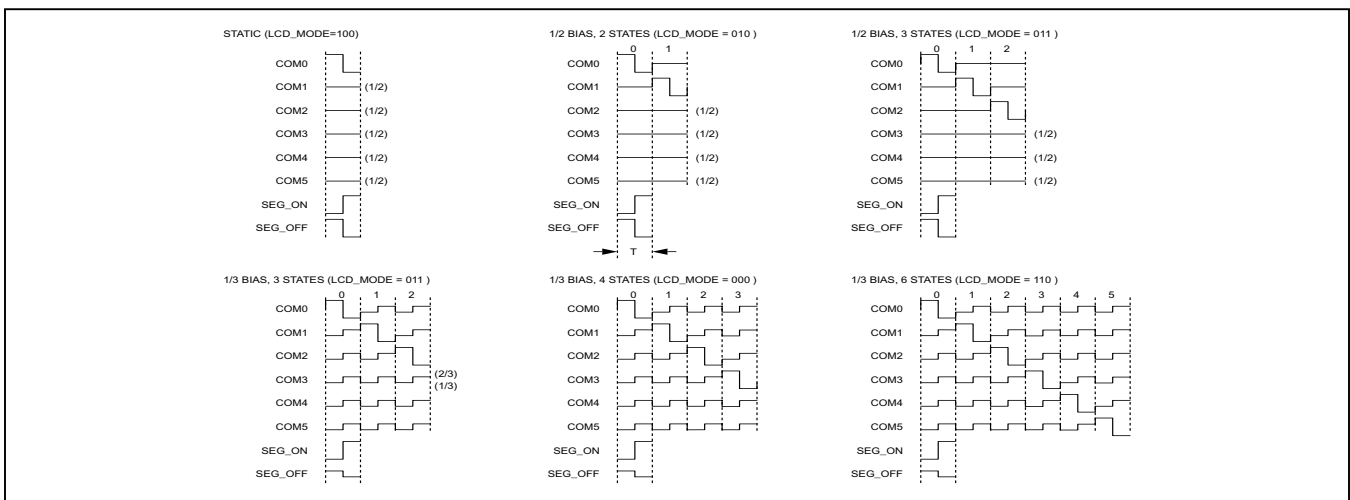 STATIC (LCD_MODE=100)
COM0
COM1 (1/2)
COM2 (1/2)
COM3 (1/2)
COM4 (1/2)
COM5 (1/2)
SEG_ON
SEG_OFF
1/2 BIAS, 2 STATES (LCD_MODE = 010 )
0 1
COM0
COM1
COM2 (1/2)
COM3 (1/2)
COM4 (1/2)
COM5 (1/2)
SEG_ON
SEG_OFF
T
1/2 BIAS, 3 STATES (LCD_MODE = 011 )
0 1 2
COM0
COM1
COM2
COM3 (1/2)
COM4 (1/2)
COM5 (1/2)
SEG_ON
SEG_OFF
1/3 BIAS, 3 STATES (LCD_MODE = 011 )
0 1 2
COM0
COM1
COM2
COM3 (2/3)
(1/3)
COM4
COM5
SEG_ON
SEG_OFF
1/3 BIAS, 4 STATES (LCD_MODE = 000 )
0 1 2 3
COM0
COM1
COM2
COM3
COM4
COM5
SEG_ON
SEG_OFF
1/3 BIAS, 6 STATES (LCD_MODE = 110 )
0 1 2 3 4 5
COM0
COM1
COM2
COM3
COM4
COM5
SEG_ON
SEG_OFF